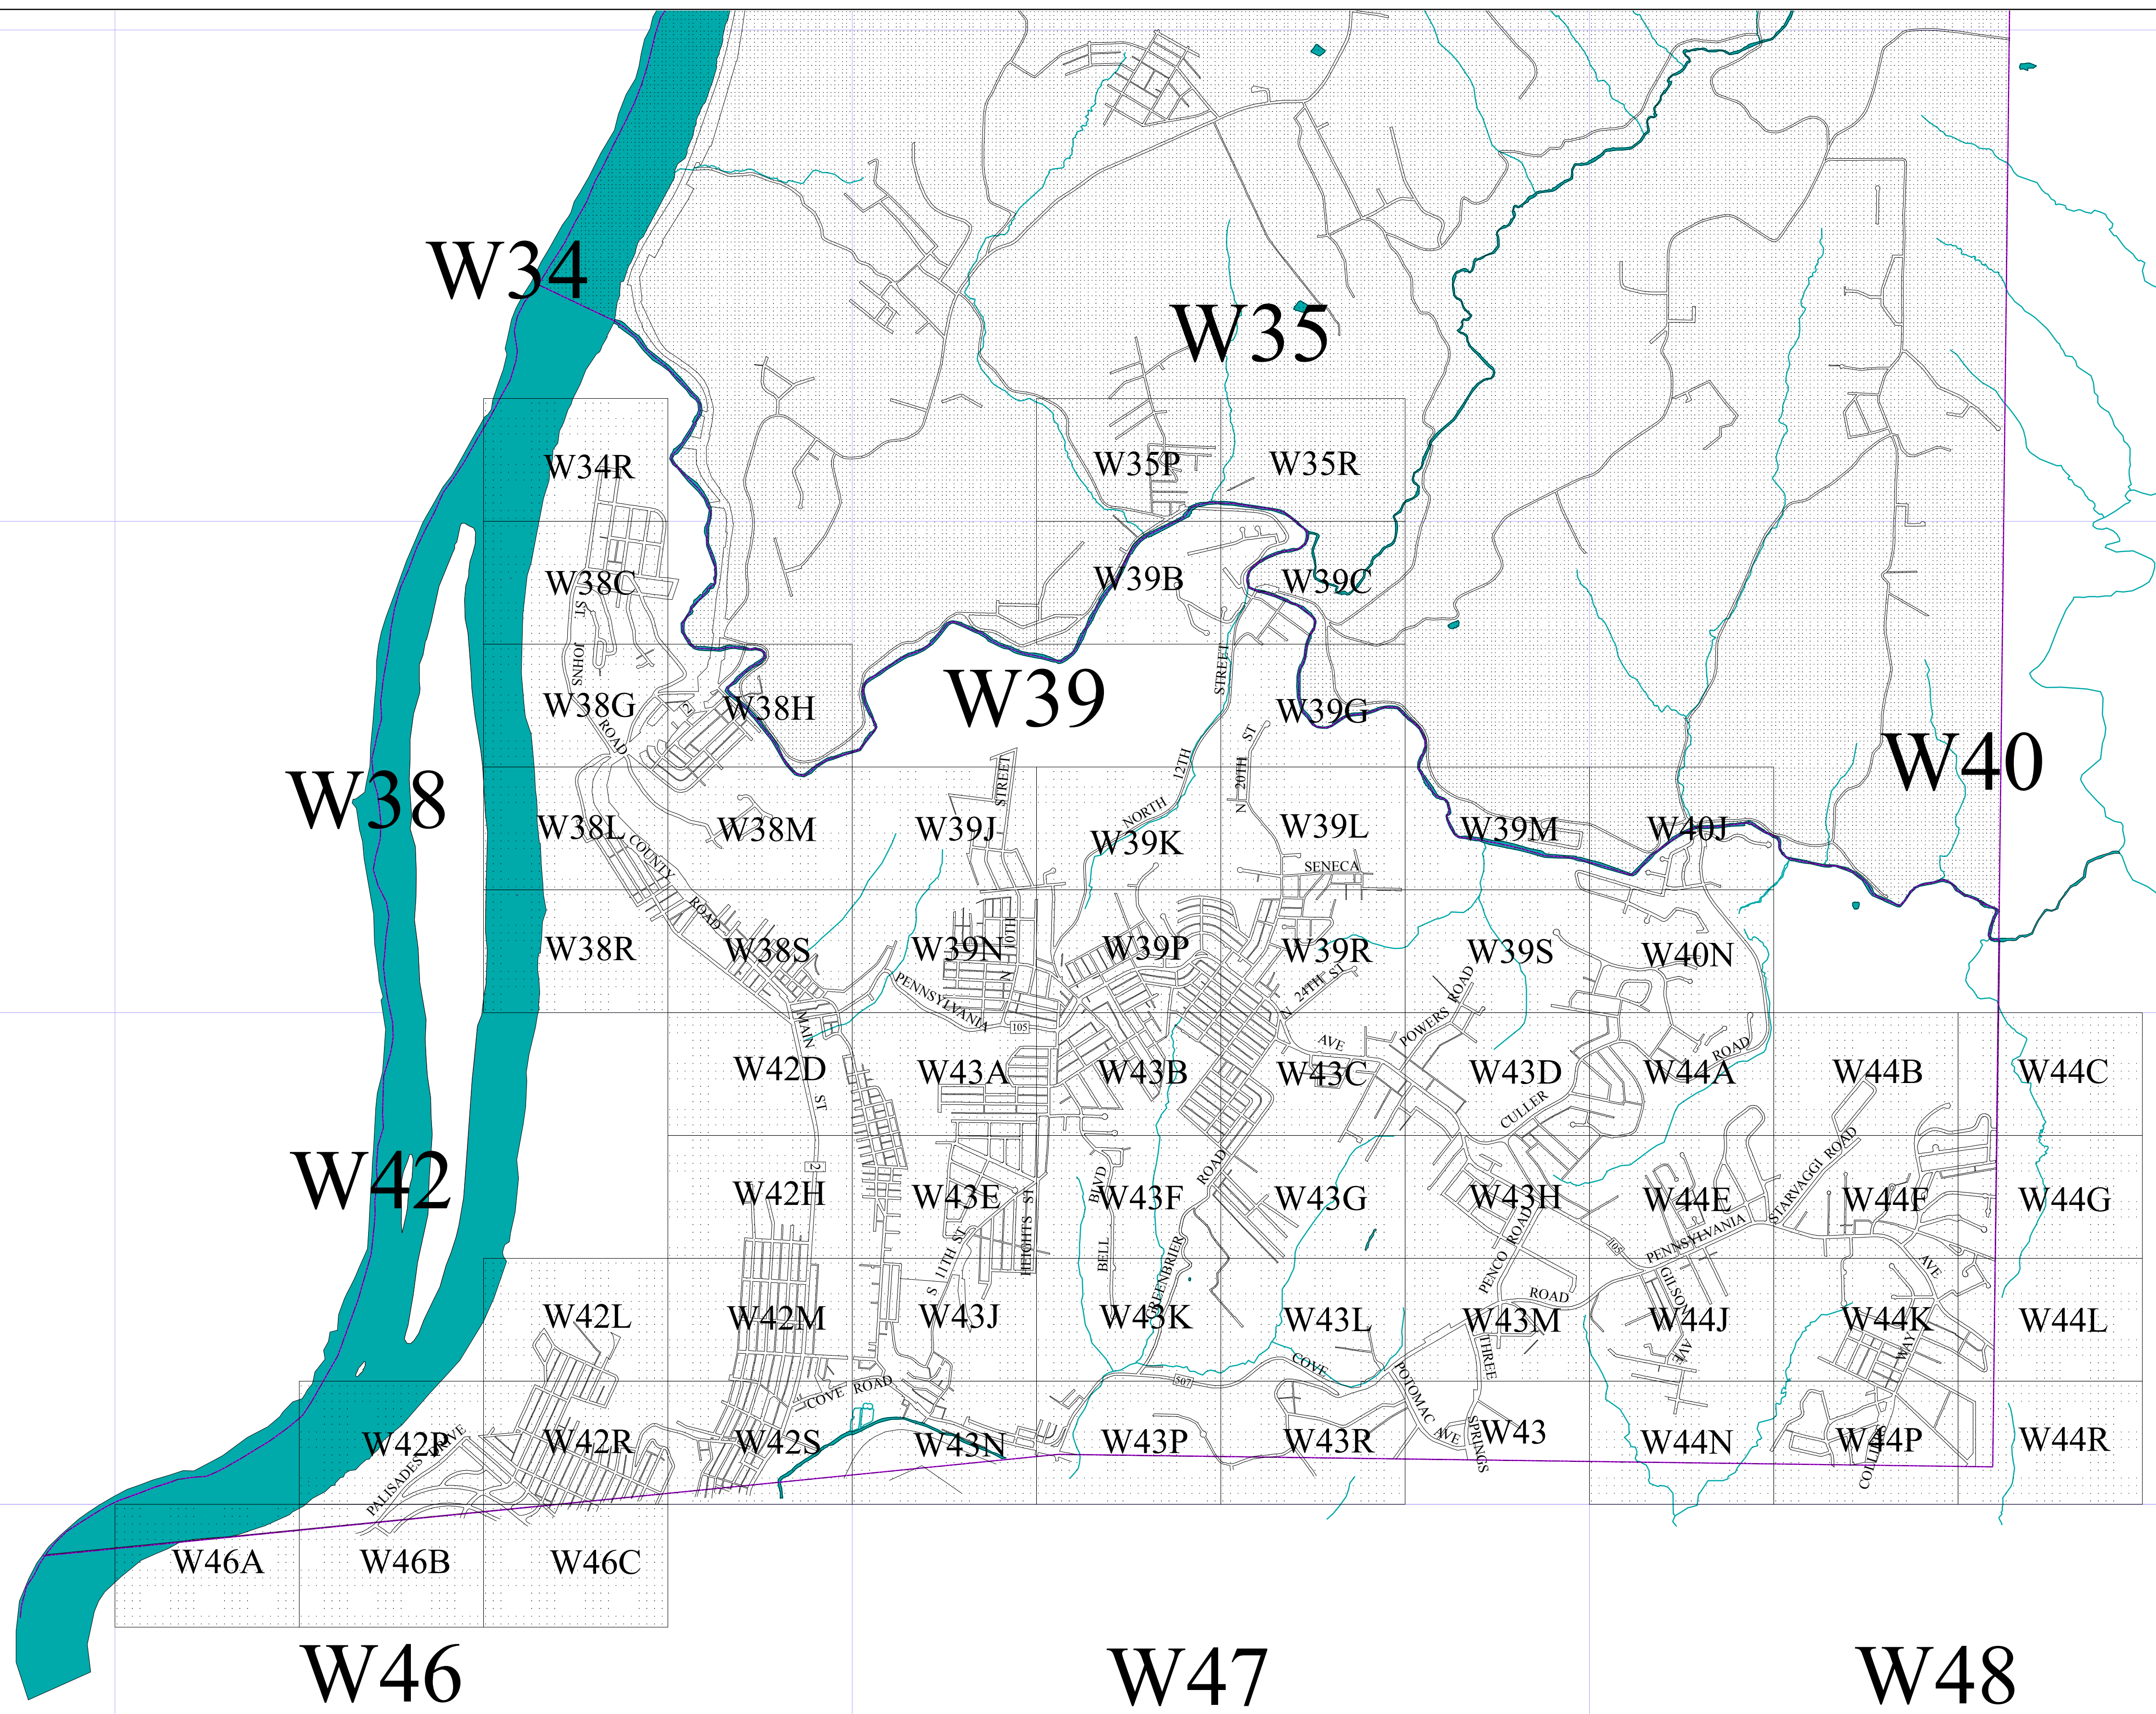 W34
W35
W34R
W35P
W35R
W38C
W39B
W39C
ST
JOHNS
ROAD
STREET
W38G
W38H
W39
W39G
W38
W40
STREET
12TH
N 20TH ST
NORTH
W38L
W38M
W39J
W39K
W39L
W39M
W40J
COUNTY
ROAD
SENECA
W38R
W38S
W39N
N 10TH
W39P
W39R
W39S
W40N
PENNSYLVANIA
105
N 24TH ST
POWERS ROAD
MAIN
ST
AVE
ROAD
W42D
W43A
W43B
W43C
W43D
W44A
W44B
W44C
CULLER
W42
2
W42H
W43E
W43F
W43G
W43H
W44E
W44F
W44G
S 11TH ST
HEIGHTS ST
BELL
BLVD
GREENBRIER
ROAD
PENCO ROAD
105
PENNSYLVANIA
STARVAGGI ROAD
AVE
W42L
W42M
W43J
W43K
W43L
W43M
W44J
W44K
W44L
ROAD
GILSON
AVE
WAY
COVE ROAD
507
COVE
POTOMAC
AVE
THREE
SPRINGS
W42P
W42R
W42S
W43N
W43P
W43R
W43
W44N
W44P
W44R
PALISADES DRIVE
COLLIERS
W46A
W46B
W46C
W46
W47
W48